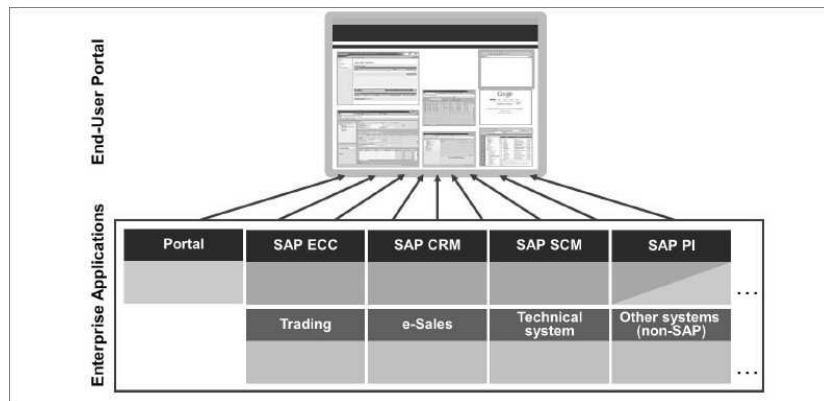 End-User Portal
Google
Enterprise Applications
Portal
SAP ECC
SAP CRM
SAP SCM
SAP PI
...
Trading
e-Sales
Technical
system
Other systems
(non-SAP)
...